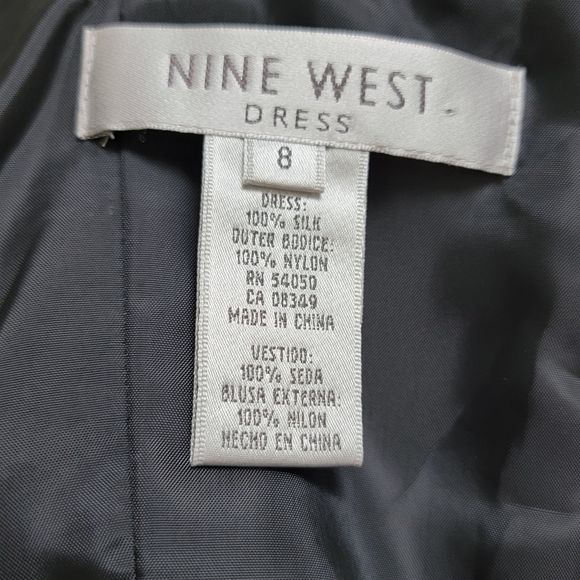 NINE WEST
DRESS
8
DRESS:
100% SILK
OUTER BODICE:
100% NYLON
RN 54050
CA 08349
MADE IN CHINA
VESTIDO:
100% SEDA
BLUSA EXTERNA:
100% NILON
HECHO EN CHINA